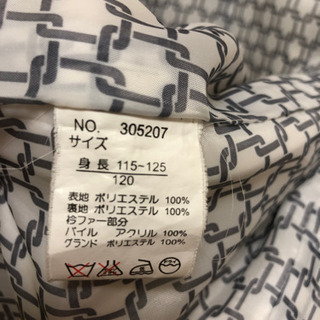 NO. 305207
サイズ
身長 115~125
120
表地 ポリエステル 100%
裏地 ポリエステル 100%
衿ファー部分
パイル アクリル 100%
グランド ポリエステル 100%